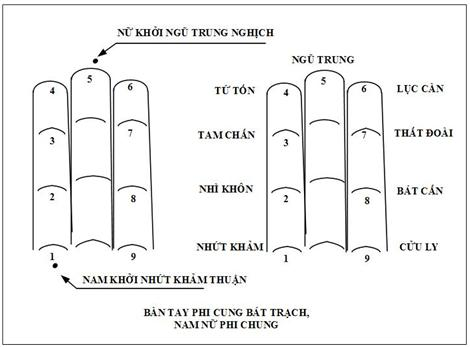 NỮ KHỞI NGŨ TRUNG NGHỊCH
NGŨ TRUNG
5 5
4 6 TỨ TỐN 4 6 LỤC CÀN
3 7 TAM CHẤN 3 7 THẤT ĐOÀI
2 8 NHÌ KHÔN 2 8 BÁT CẤN
1 9 NHỨT KHẢM 1 9 CỬU LY
NAM KHỞI NHỨT KHẢM THUẬN
BÀN TAY PHI CUNG BÁT TRẠCH,
NAM NỮ PHI CHUNG